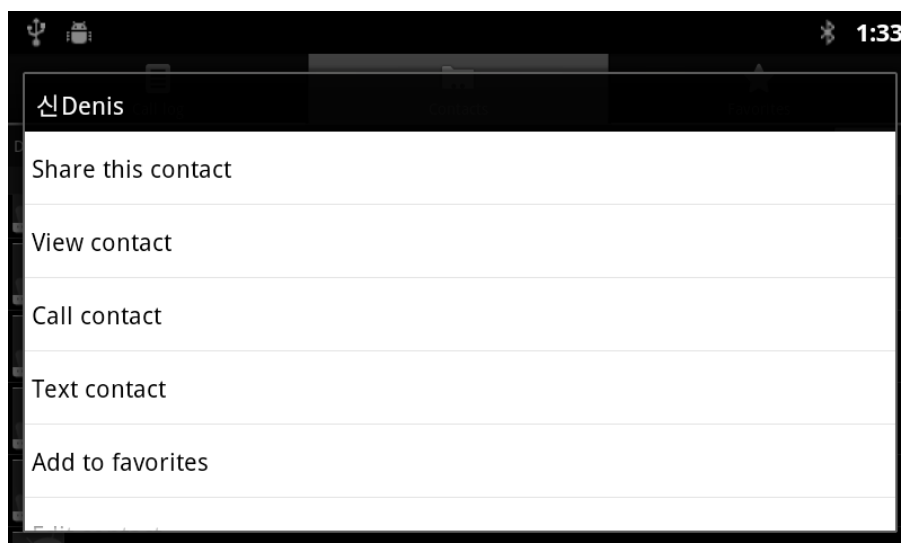 1:33
신Denis
Share this contact
View contact
Call contact
Text contact
Add to favorites